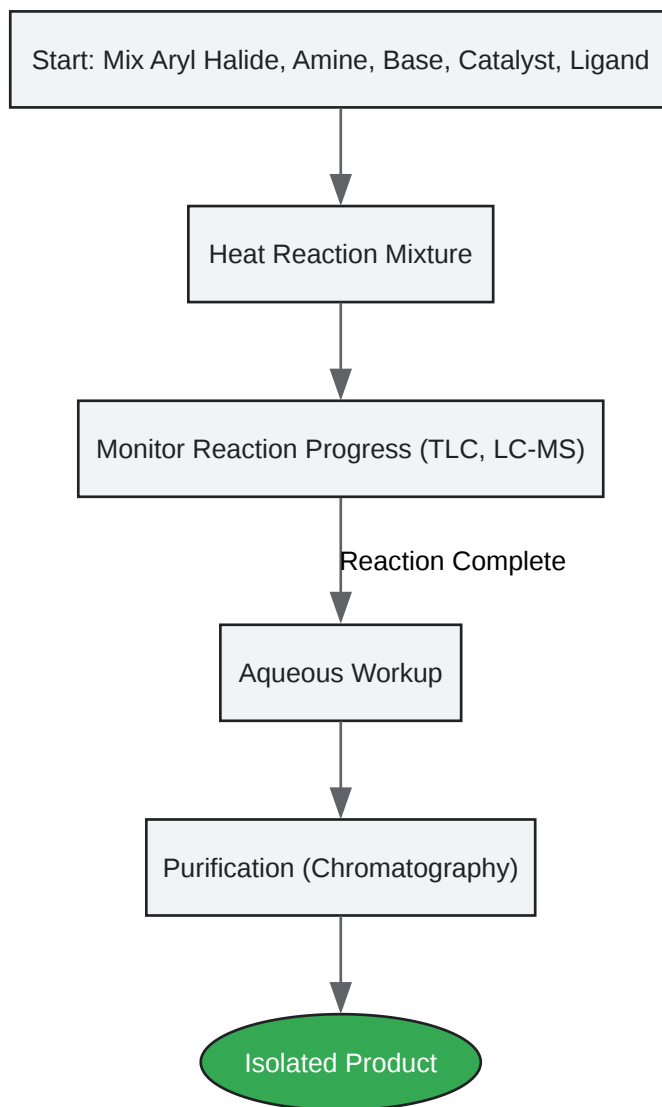 Start: Mix Aryl Halide, Amine, Base, Catalyst, Ligand
Heat Reaction Mixture
Monitor Reaction Progress (TLC, LC-MS)
Reaction Complete
Aqueous Workup
Purification (Chromatography)
Isolated Product